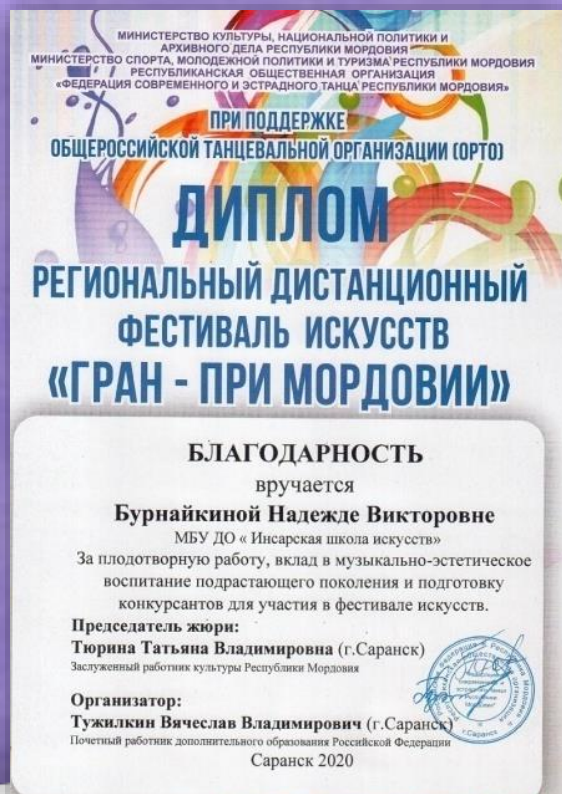 МИНИСТЕРСТВО КУЛЬТУРЫ, НАЦИОНАЛЬНОЙ ПОЛИТИКИ И
АРХИВНОГО ДЕЛА РЕСПУБЛИКИ МОРДОВИЯ
МИНИСТЕРСТВО СПОРТА, МОЛОДЕЖНОЙ ПОЛИТИКИ И ТУРИЗМА РЕСПУБЛИКИ МОРДОВИЯ
РЕСПУБЛИКАНСКАЯ ОБЩЕСТВЕННАЯ ОРГАНИЗАЦИЯ
«ФЕДЕРАЦИЯ СОВРЕМЕННОГО И ЭСТРАДНОГО ТАНЦА РЕСПУБЛИКИ МОРДОВИЯ»
ПРИ ПОДДЕРЖКЕ
ОБЩЕРОССИЙСКОЙ ТАНЦЕВАЛЬНОЙ ОРГАНИЗАЦИИ (ОРТО)
ДИПЛОМ
РЕГИОНАЛЬНЫЙ ДИСТАНЦИОННЫЙ
ФЕСТИВАЛЬ ИСКУССТВ
«ГРАН - ПРИ МОРДОВИИ»
БЛАГОДАРНОСТЬ
вручается
Бурнайкиной Надежде Викторовне
МБУ ДО « Инсарская школа искусств»
За плодотворную работу, вклад в музыкально-эстетическое
воспитание подрастающего поколения и подготовку
конкурсантов для участия в фестивале искусств.
Председатель жюри:
Тюрина Татьяна Владимировна (г.Саранск)
Заслуженный работник культуры Республики Мордовия
Организатор:
Тужилкин Вячеслав Владимирович (г.Саранск)
Почетный работник дополнительного образования Российской Федерации
Саранск 2020